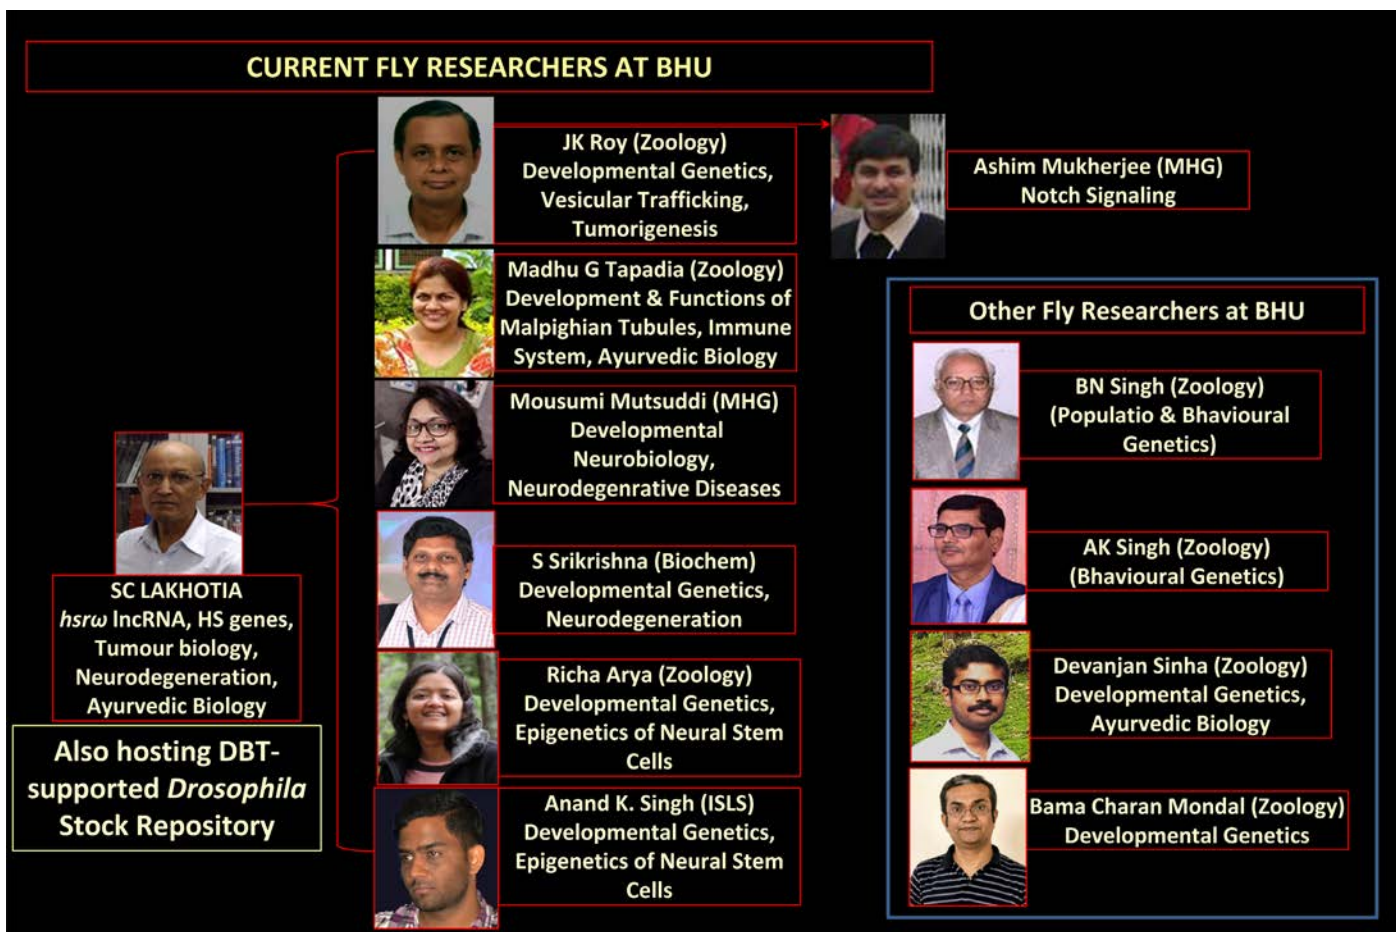 CURRENT FLY RESEARCHERS AT BHU
JK Roy (Zoology)
Developmental Genetics,
Vesicular Trafficking,
Tumorigenesis
Ashim Mukherjee (MHG)
Notch Signaling
Madhu G Tapadia (Zoology)
Development & Functions of
Malpighian Tubules, Immune
System, Ayurvedic Biology
Mousumi Mutsuddi (MHG)
Developmental
Neurobiology,
Neurodegenrative Diseases
S Srikrishna (Biochem)
Developmental Genetics,
Neurodegeneration
Richa Arya (Zoology)
Developmental Genetics,
Epigenetics of Neural Stem
Cells
Anand K. Singh (ISLS)
Developmental Genetics,
Epigenetics of Neural Stem
Cells
SC LAKHOTIA
hsrω lncRNA, HS genes,
Tumour biology,
Neurodegeneration,
Ayurvedic Biology
Also hosting DBT-
supported Drosophila
Stock Repository
Other Fly Researchers at BHU
BN Singh (Zoology)
(Populatio & Bhavioural
Genetics)
AK Singh (Zoology)
(Bhavioural Genetics)
Devanjan Sinha (Zoology)
Developmental Genetics,
Ayurvedic Biology
Bama Charan Mondal (Zoology)
Developmental Genetics